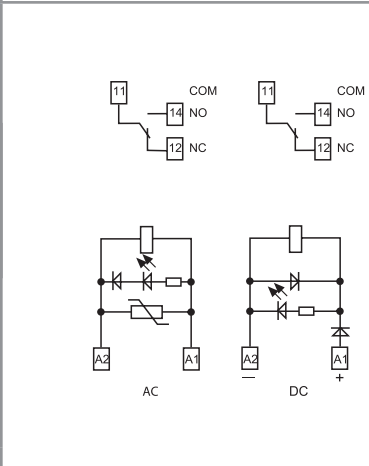 11 COM 11 COM
14 NO 14 NO
12 NC 12 NC
A2 A1 A2 A1
— +
AC DC